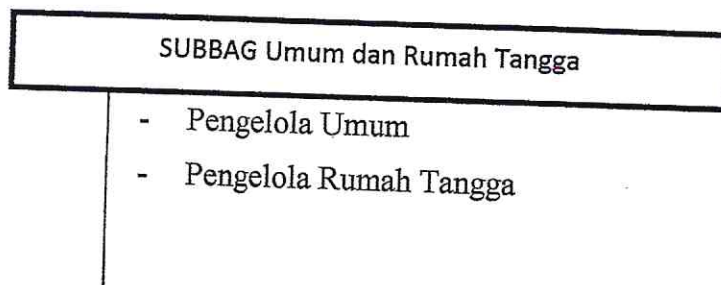 SUBBAG Umum dan Rumah Tangga
- Pengelola Umum
- Pengelola Rumah Tangga